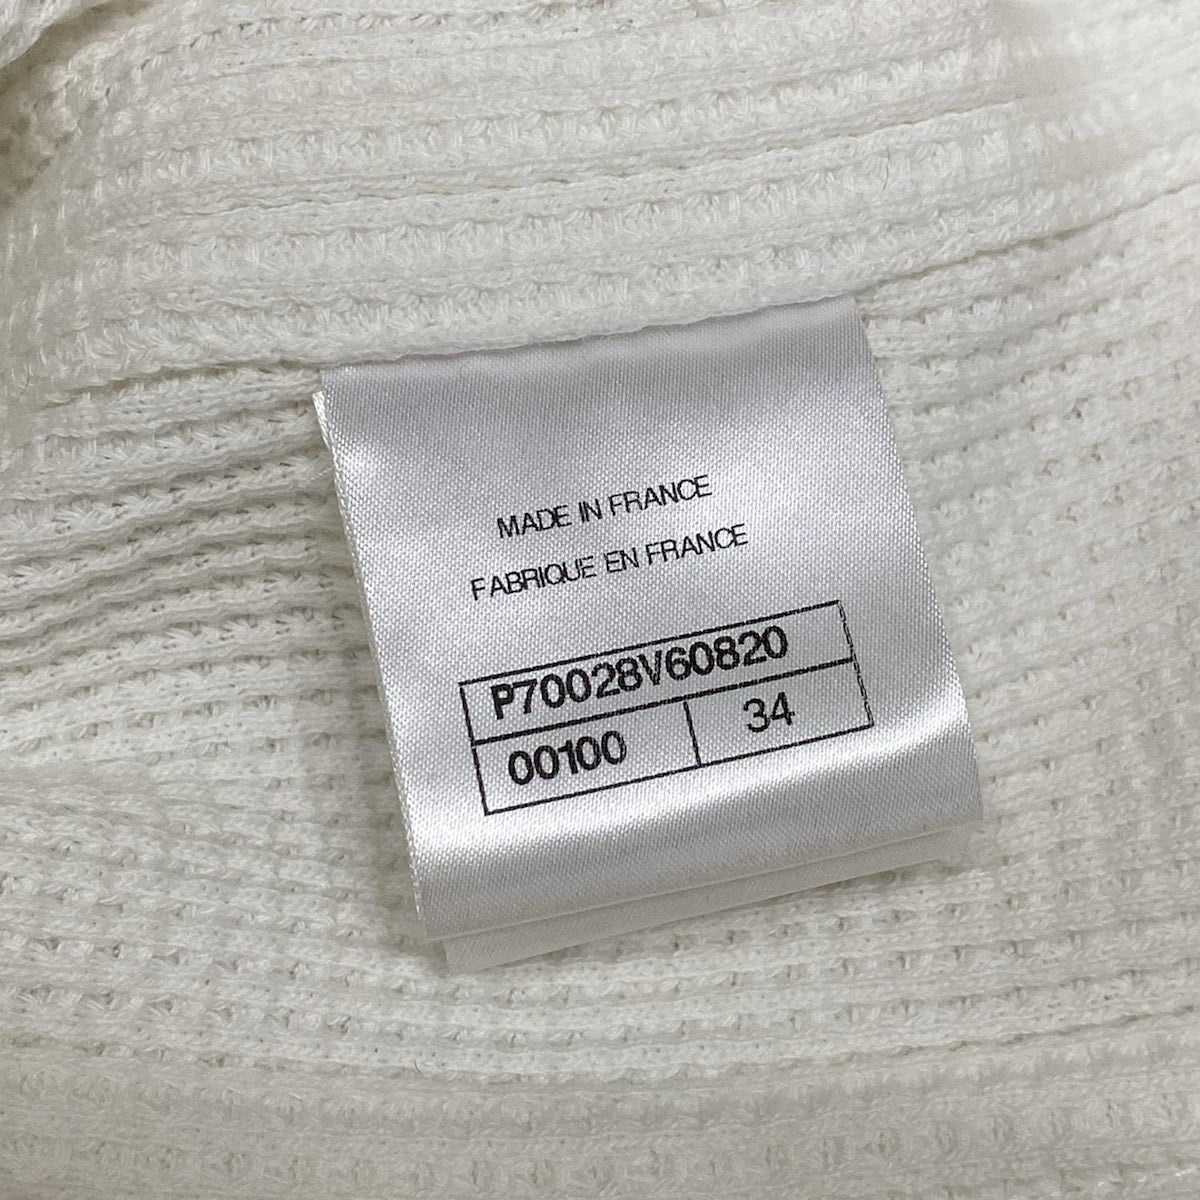 MADE IN FRANCE
FABRIQUE EN FRANCE
P70028V60820
00100 34